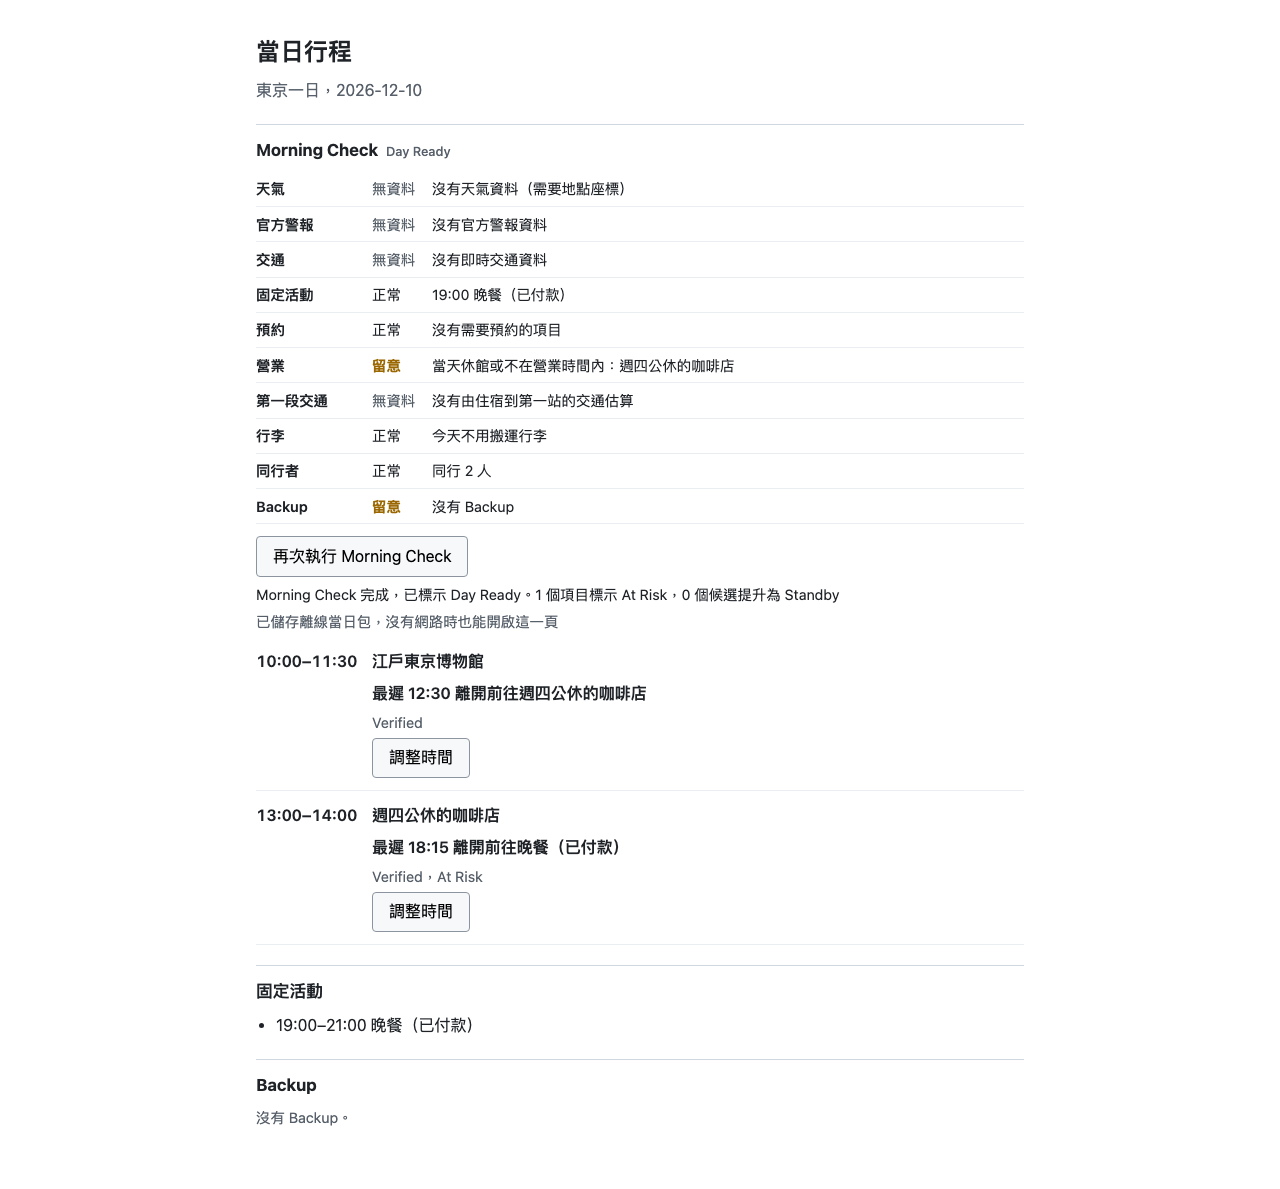 當日行程
東京一日，2026-12-10
Morning Check Day Ready
天氣 無資料 沒有天氣資料（需要地點座標）
官方警報 無資料 沒有官方警報資料
交通 無資料 沒有即時交通資料
固定活動 正常 19:00 晚餐（已付款）
預約 正常 沒有需要預約的項目
營業 留意 當天休館或不在營業時間內：週四公休的咖啡店
第一段交通 無資料 沒有由住宿到第一站的交通估算
行李 正常 今天不用搬運行李
同行者 正常 同行 2 人
Backup 留意 沒有 Backup
再次執行 Morning Check
Morning Check 完成，已標示 Day Ready。1 個項目標示 At Risk，0 個候選提升為 Standby
已儲存離線當日包，沒有網路時也能開啟這一頁
10:00–11:30 江戶東京博物館
最遲 12:30 離開前往週四公休的咖啡店
Verified
調整時間
13:00–14:00 週四公休的咖啡店
最遲 18:15 離開前往晚餐（已付款）
Verified，At Risk
調整時間
固定活動
• 19:00–21:00 晚餐（已付款）
Backup
沒有 Backup。